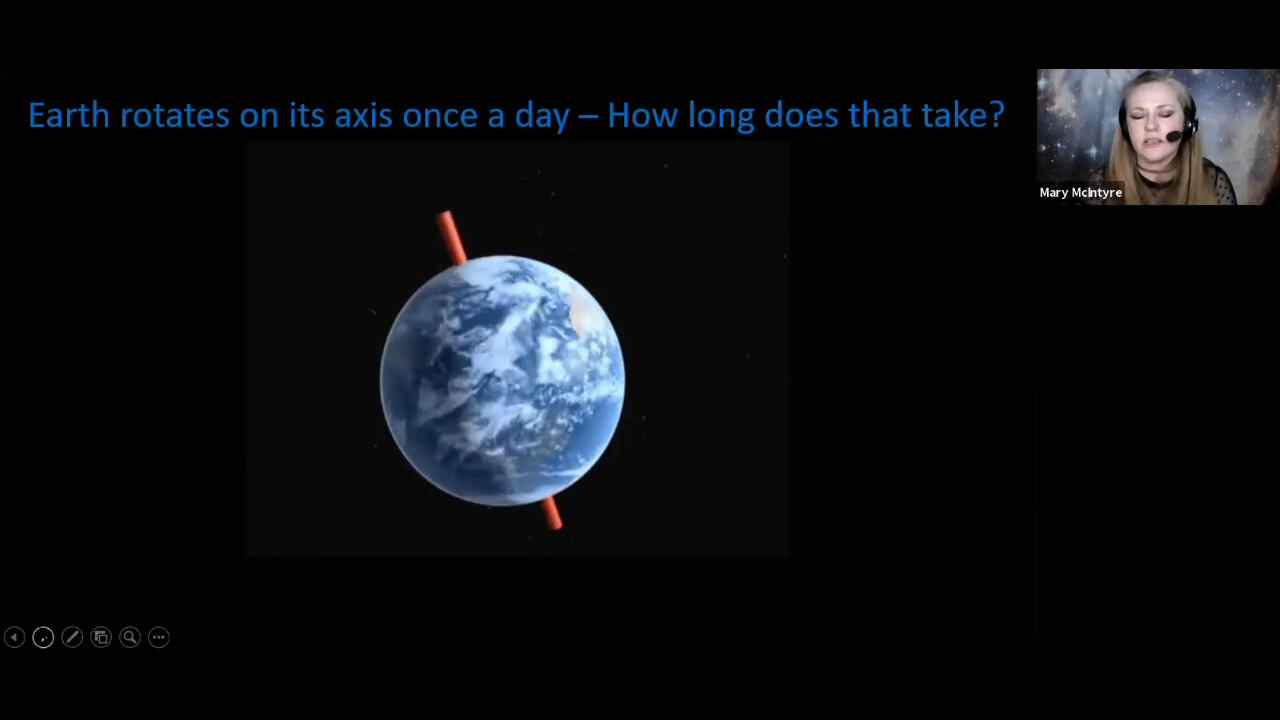 Earth rotates on its axis once a day – How long does that take?
Mary McIntyre